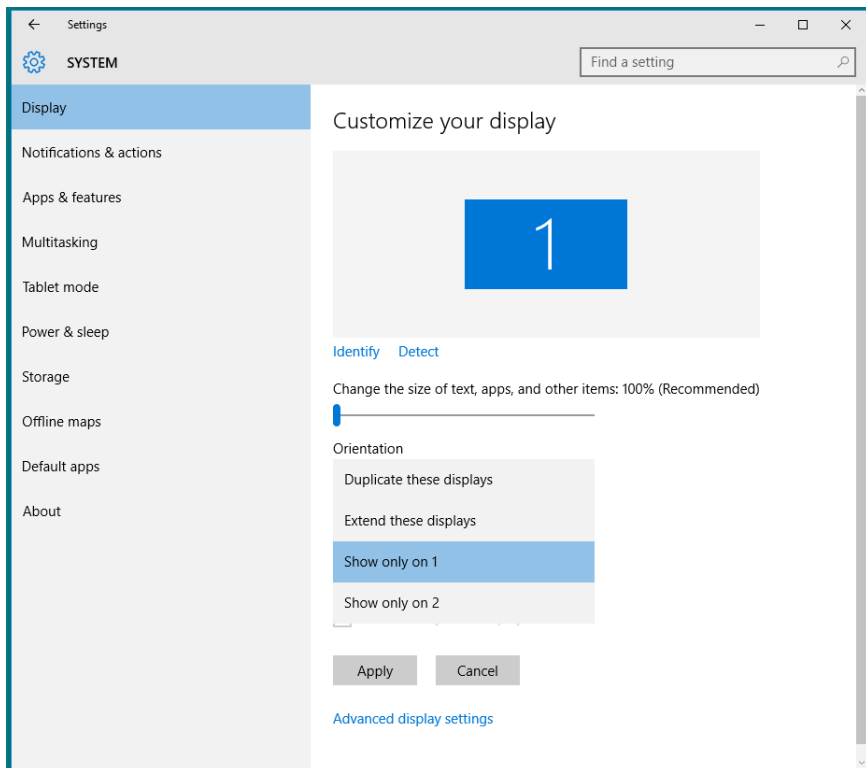 Settings
SYSTEM
Find a setting
Display
Notifications & actions
Apps & features
Multitasking
Tablet mode
Power & sleep
Storage
Offline maps
Default apps
About
Customize your display
1
Identify Detect
Change the size of text, apps, and other items: 100% (Recommended)
Orientation
Duplicate these displays
Extend these displays
Show only on 1
Show only on 2
Apply Cancel
Advanced display settings